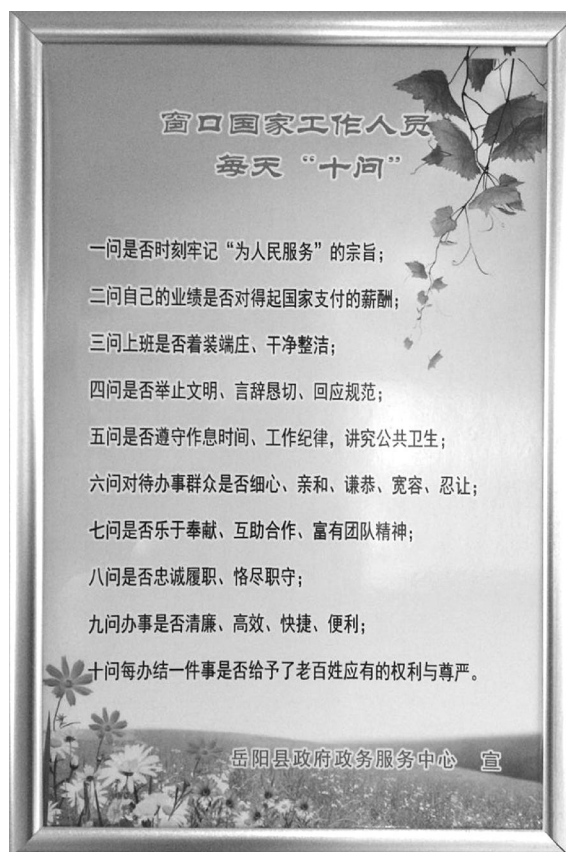 窗口国家工作人员
每天“十问”
一问是否时刻牢记“为人民服务”的宗旨；
二问自己的业绩是否对得起国家支付的薪酬；
三问上班是否着装端庄、干净整洁；
四问是否举止文明、言辞恳切、回应规范；
五问是否遵守作息时间、工作纪律，讲究公共卫生；
六问对待办事群众是否细心、亲和、谦恭、宽容、忍让；
七问是否乐于奉献、互助合作、富有团队精神；
八问是否忠诚履职、恪尽职守；
九问办事是否清廉、高效、快捷、便利；
十问每办结一件事是否给予了老百姓应有的权利与尊严。
岳阳县政府政务服务中心 宣